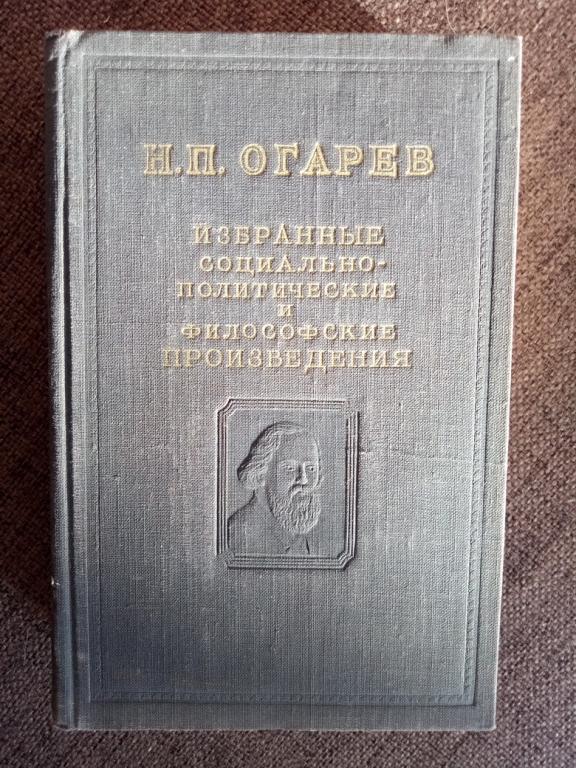 Н.П. ОГАРЕВ
ИЗБРАННЫЕ
СОЦИАЛЬНО-
ПОЛИТИЧЕСКИЕ
И
ФИЛОСОФСКИЕ
ПРОИЗВЕДЕНИЯ